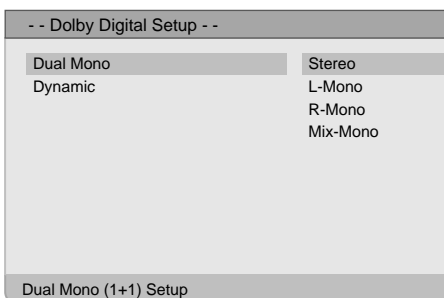 - - Dolby Digital Setup - -
Dual Mono Stereo
Dynamic L-Mono
R-Mono
Mix-Mono
Dual Mono (1+1) Setup